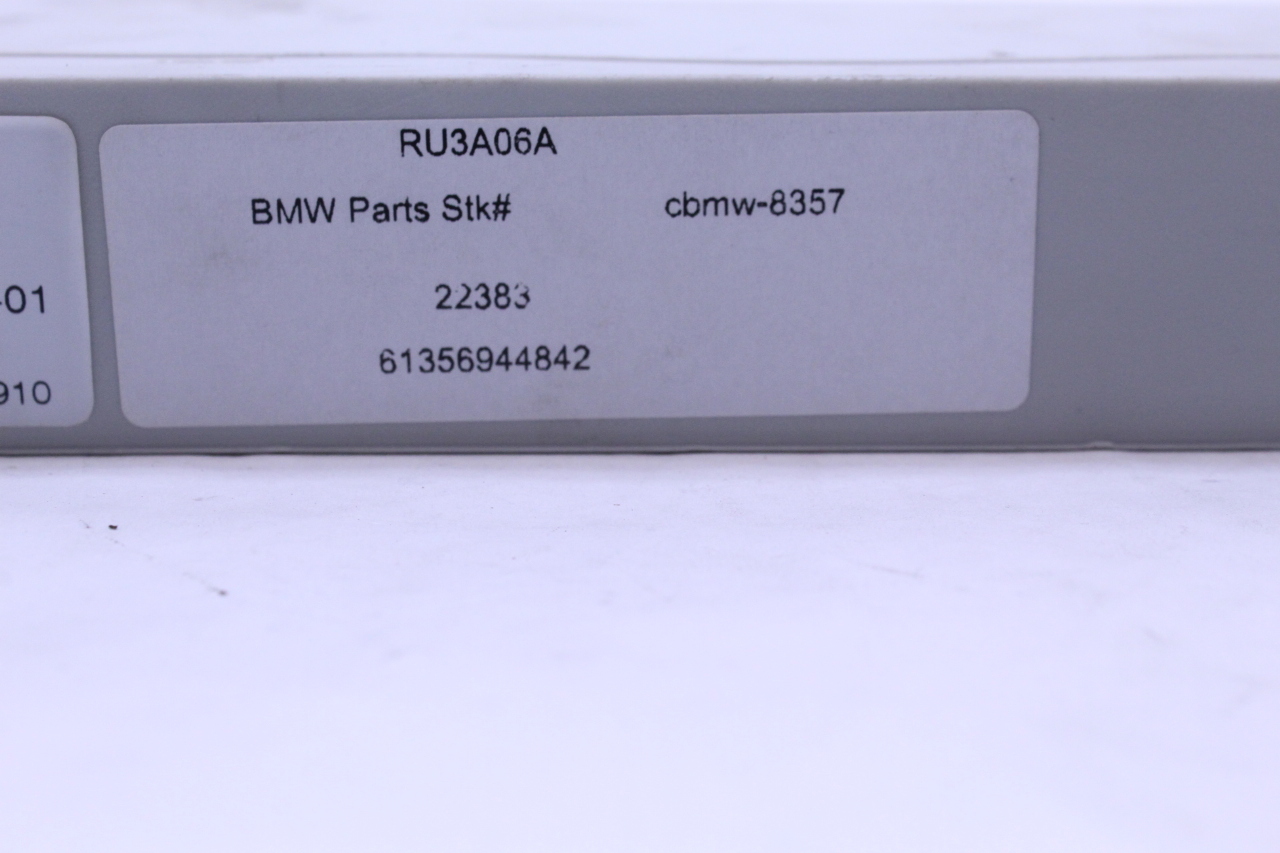 RU3A06A
BMW Parts Stk# cbmw-8357
22383
61356944842
-01
910